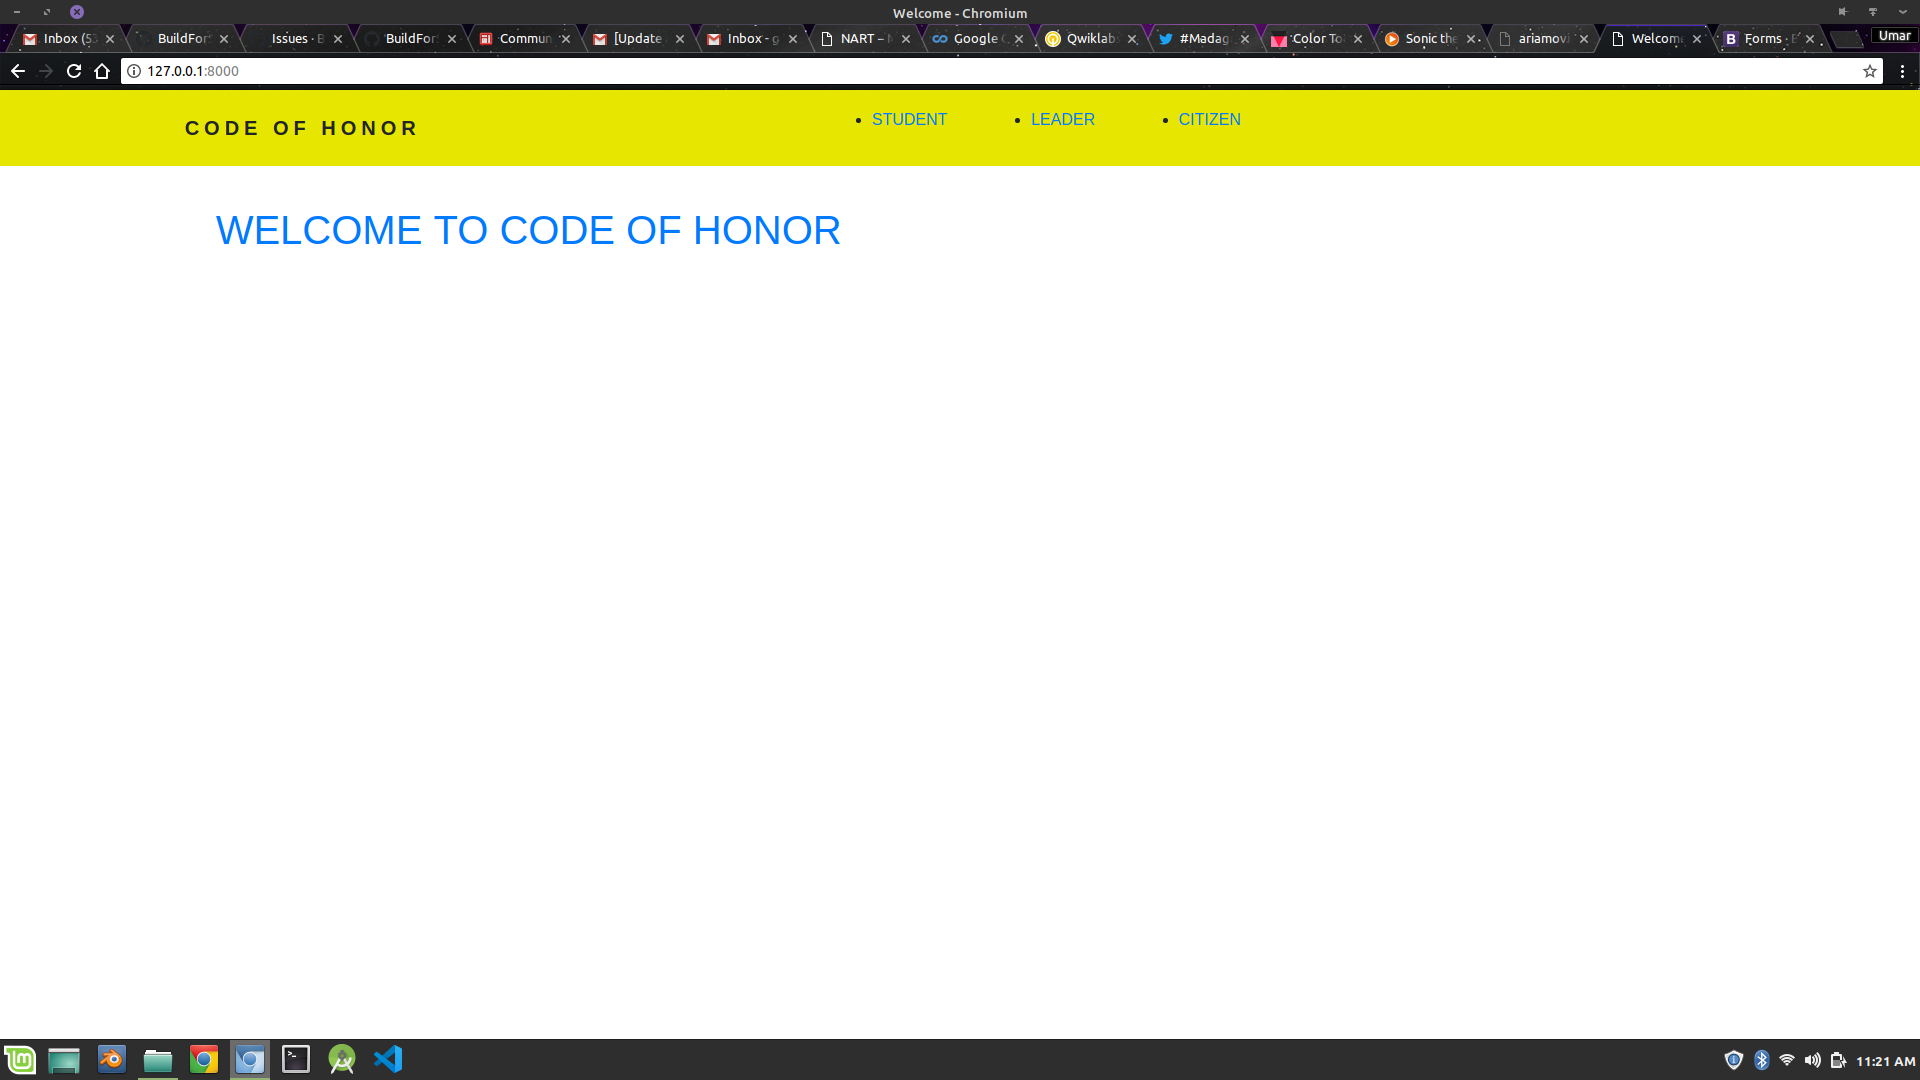 Welcome - Chromium
Inbox (53 BuildFor Issues · B BuildFor Commun [Update Inbox - g NART – N Google C Qwiklab #Madag Color To Sonic the ariamovi Welcome Forms · B Umar
127.0.0.1:8000
CODE OF HONOR
STUDENT LEADER CITIZEN
WELCOME TO CODE OF HONOR
11:21 AM